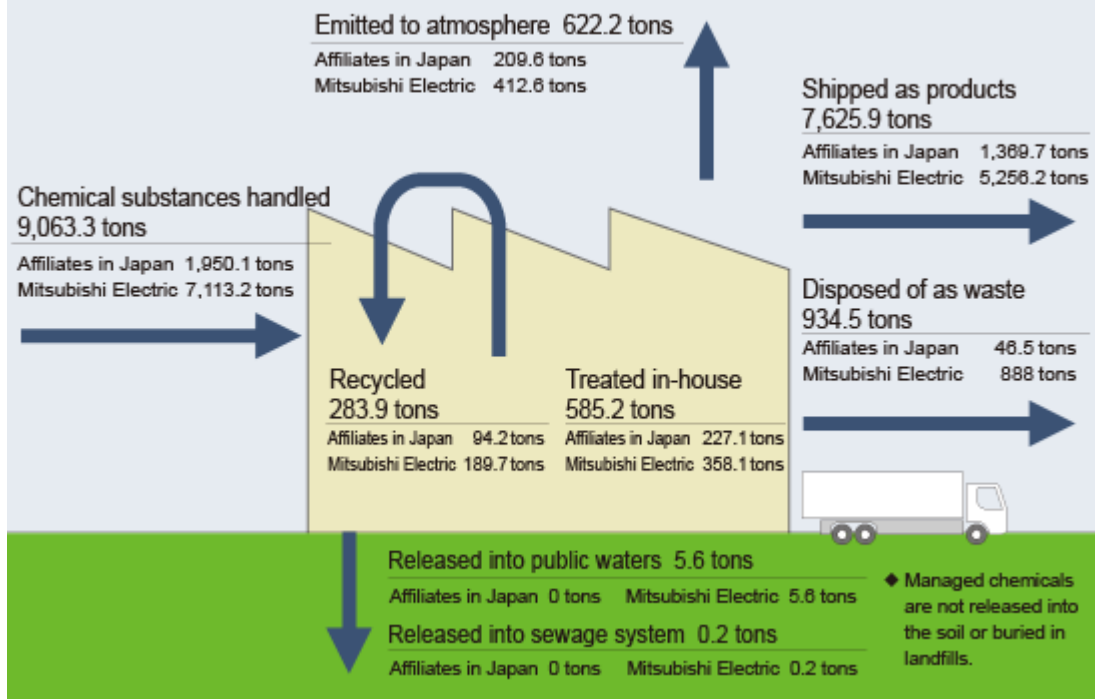 Emitted to atmosphere 622.2 tons
Affiliates in Japan 209.6 tons
Mitsubishi Electric 412.6 tons
Shipped as products
7,625.9 tons
Affiliates in Japan 1,369.7 tons
Mitsubishi Electric 5,256.2 tons
Chemical substances handled
9,063.3 tons
Affiliates in Japan 1,950.1 tons
Mitsubishi Electric 7,113.2 tons
Disposed of as waste
934.5 tons
Affiliates in Japan 46.5 tons
Mitsubishi Electric 888 tons
Recycled
283.9 tons
Affiliates in Japan 94.2 tons
Mitsubishi Electric 189.7 tons
Treated in-house
585.2 tons
Affiliates in Japan 227.1 tons
Mitsubishi Electric 358.1 tons
Released into public waters 5.6 tons
Affiliates in Japan 0 tons Mitsubishi Electric 5.6 tons
Released into sewage system 0.2 tons
Affiliates in Japan 0 tons Mitsubishi Electric 0.2 tons
◆ Managed chemicals
are not released into
the soil or buried in
landfills.